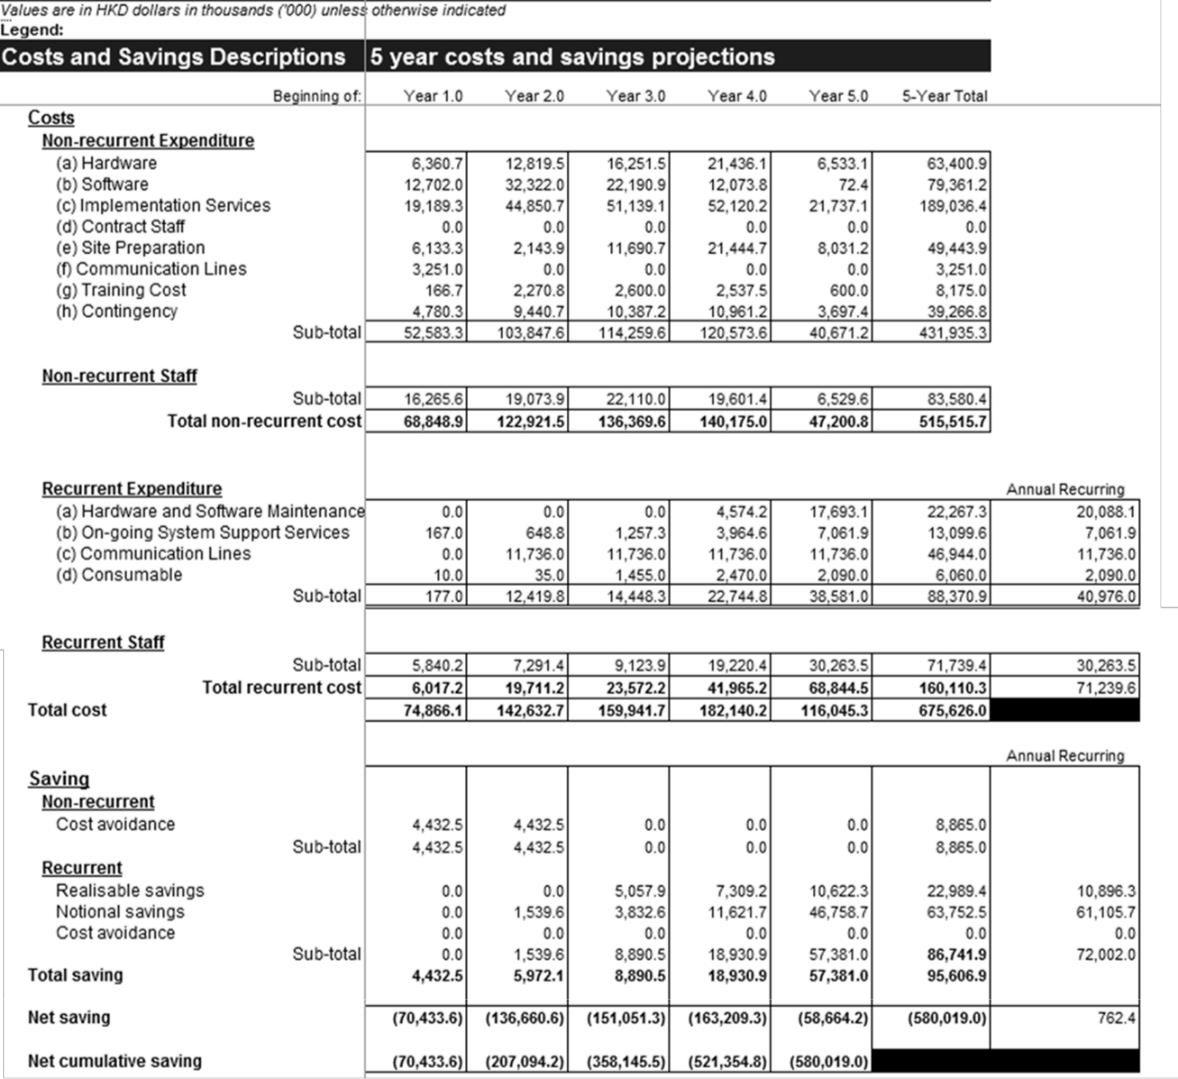 Values are in HKD dollars in thousands ('000) unless otherwise indicated
Legend:
Costs and Savings Descriptions 5 year costs and savings projections
Beginning of: Year 1.0 Year 2.0 Year 3.0 Year 4.0 Year 5.0 5-Year Total
Costs
Non-recurrent Expenditure
(a) Hardware 6,360.7 12,819.5 16,251.5 21,436.1 6,533.1 63,400.9
(b) Software 12,702.0 32,322.0 22,190.9 12,073.8 72.4 79,361.2
(c) Implementation Services 19,189.3 44,850.7 51,139.1 52,120.2 21,737.1 189,036.4
(d) Contract Staff 0.0 0.0 0.0 0.0 0.0 0.0
(e) Site Preparation 6,133.3 2,143.9 11,690.7 21,444.7 8,031.2 49,443.9
(f) Communication Lines 3,251.0 0.0 0.0 0.0 0.0 3,251.0
(g) Training Cost 166.7 2,270.8 2,600.0 2,537.5 600.0 8,175.0
(h) Contingency 4,780.3 9,440.7 10,387.2 10,961.2 3,697.4 39,266.8
Sub-total 52,583.3 103,847.6 114,259.6 120,573.6 40,671.2 431,935.3
Non-recurrent Staff
Sub-total 16,265.6 19,073.9 22,110.0 19,601.4 6,529.6 83,580.4
Total non-recurrent cost 68,848.9 122,921.5 136,369.6 140,175.0 47,200.8 515,515.7
Recurrent Expenditure Annual Recurring
(a) Hardware and Software Maintenance 0.0 0.0 0.0 4,574.2 17,693.1 22,267.3 20,088.1
(b) On-going System Support Services 167.0 648.8 1,257.3 3,964.6 7,061.9 13,099.6 7,061.9
(c) Communication Lines 0.0 11,736.0 11,736.0 11,736.0 11,736.0 46,944.0 11,736.0
(d) Consumable 10.0 35.0 1,455.0 2,470.0 2,090.0 6,060.0 2,090.0
Sub-total 177.0 12,419.8 14,448.3 22,744.8 38,581.0 88,370.9 40,976.0
Recurrent Staff
Sub-total 5,840.2 7,291.4 9,123.9 19,220.4 30,263.5 71,739.4 30,263.5
Total recurrent cost 6,017.2 19,711.2 23,572.2 41,965.2 68,844.5 160,110.3 71,239.6
Total cost 74,866.1 142,632.7 159,941.7 182,140.2 116,045.3 675,626.0
Annual Recurring
Saving
Non-recurrent
Cost avoidance 4,432.5 4,432.5 0.0 0.0 0.0 8,865.0
Sub-total 4,432.5 4,432.5 0.0 0.0 0.0 8,865.0
Recurrent
Realisable savings 0.0 0.0 5,057.9 7,309.2 10,622.3 22,989.4 10,896.3
Notional savings 0.0 1,539.6 3,832.6 11,621.7 46,758.7 63,752.5 61,105.7
Cost avoidance 0.0 0.0 0.0 0.0 0.0 0.0 0.0
Sub-total 0.0 1,539.6 8,890.5 18,930.9 57,381.0 86,741.9 72,002.0
Total saving 4,432.5 5,972.1 8,890.5 18,930.9 57,381.0 95,606.9
Net saving (70,433.6) (136,660.6) (151,051.3) (163,209.3) (58,664.2) (580,019.0) 762.4
Net cumulative saving (70,433.6) (207,094.2) (358,145.5) (521,354.8) (580,019.0)